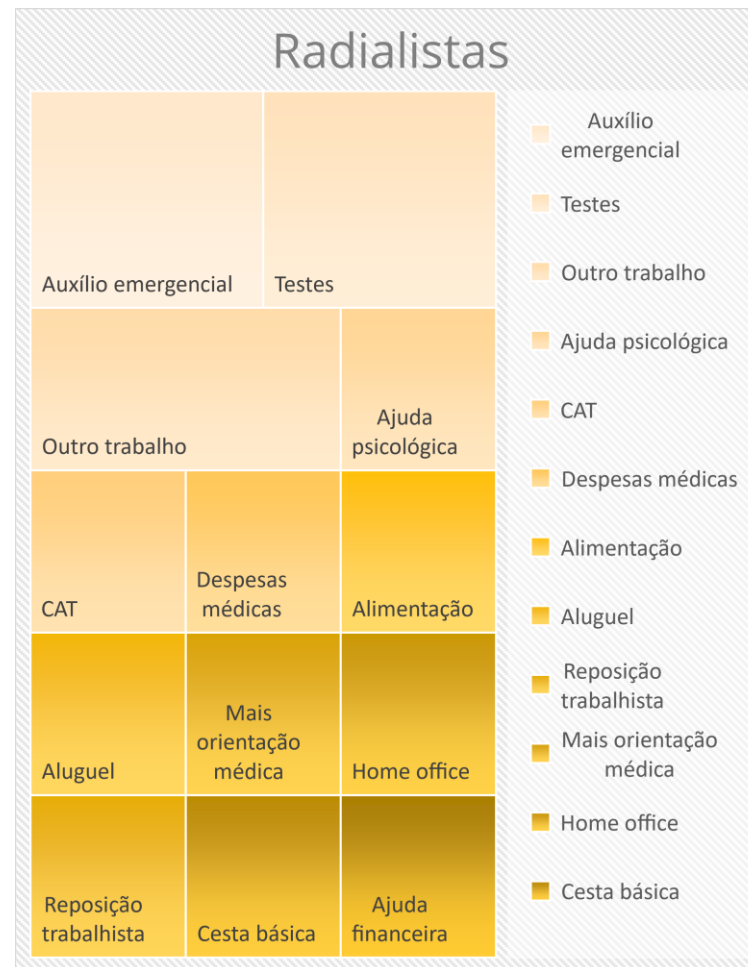 Radialistas
Auxílio emergencial
Testes
Outro trabalho
Ajuda
psicológica
CAT
Despesas
médicas
Alimentação
Aluguel
Mais
orientação
médica
Home office
Reposição
trabalhista
Cesta básica
Ajuda
financeira
Auxílio
emergencial
Testes
Outro trabalho
Ajuda psicológica
CAT
Despesas médicas
Alimentação
Aluguel
Reposição
trabalhista
Mais orientação
médica
Home office
Cesta básica